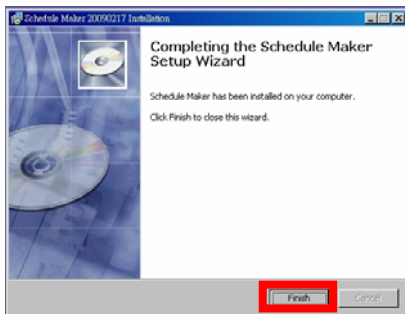 Schedule Maker 20090217 Installation
Completing the Schedule Maker
Setup Wizard
Schedule Maker has been installed on your computer.
Click Finish to close this wizard.
Finish
Cancel